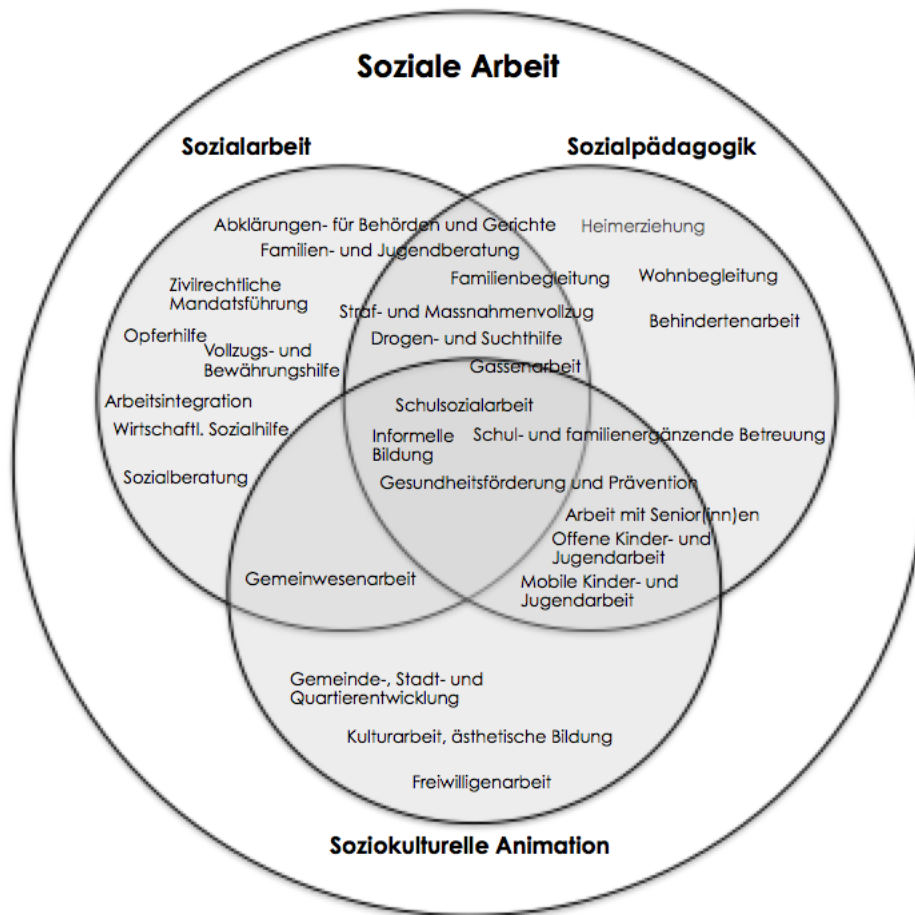 Soziale Arbeit
Sozialarbeit
Sozialpädagogik
Abklärungen- für Behörden und Gerichte
Heimerziehung
Familien- und Jugendberatung
Familienbegleitung
Wohnbegleitung
Zivilrechtliche
Mandatsführung
Straf- und Massnahmenvollzug
Behindertenarbeit
Opferhilfe
Drogen- und Suchthilfe
Vollzugs- und
Bewährungshilfe
Gassenarbeit
Arbeitsintegration
Schulsozialarbeit
Wirtschaftl. Sozialhilfe
Informelle
Bildung
Schul- und familienergänzende Betreuung
Sozialberatung
Gesundheitsförderung und Prävention
Arbeit mit Senior(inn)en
Offene Kinder- und
Jugendarbeit
Gemeinwesenarbeit
Mobile Kinder- und
Jugendarbeit
Gemeinde-, Stadt- und
Quartierentwicklung
Kulturarbeit, ästhetische Bildung
Freiwilligenarbeit
Soziokulturelle Animation